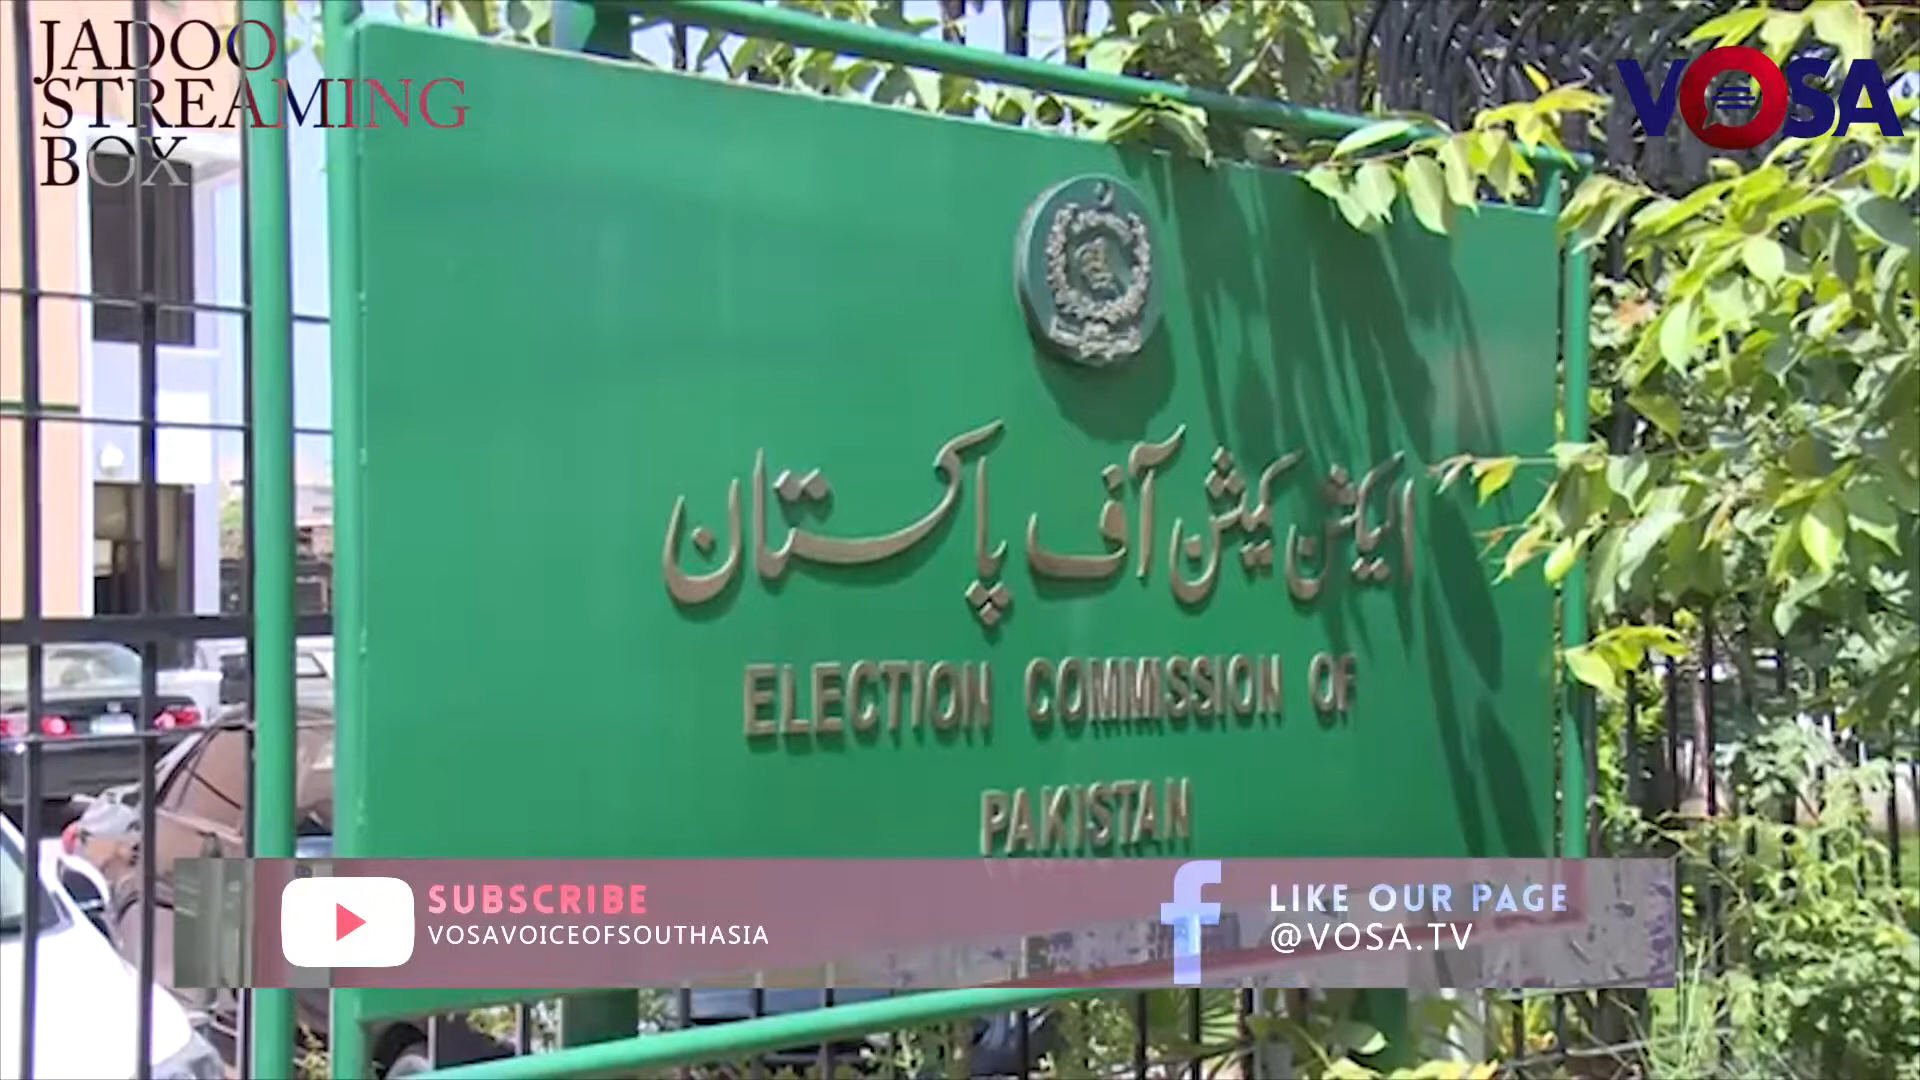 JADOO
STREAMING
BOX
VOSA
الیکشن کمیشن آف پاکستان
ELECTION COMMISSION OF
PAKISTAN
SUBSCRIBE
VOSAVOICEOFSOUTHASIA
LIKE OUR PAGE
@VOSA.TV